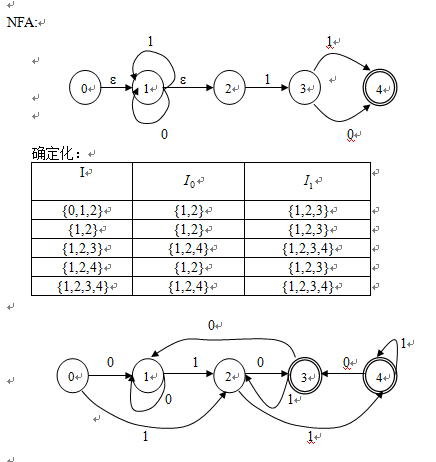 NFA:
1
0 ε 1 ε 2 1 3 1 4
0 0
确定化：
I I0 I1
{0,1,2} {1,2} {1,2,3}
{1,2} {1,2} {1,2,3}
{1,2,3} {1,2,4} {1,2,3,4}
{1,2,4} {1,2} {1,2,3}
{1,2,3,4} {1,2,4} {1,2,3,4}
0
0 0 1 1 2 0 3 0 4 1
0 1
1 1